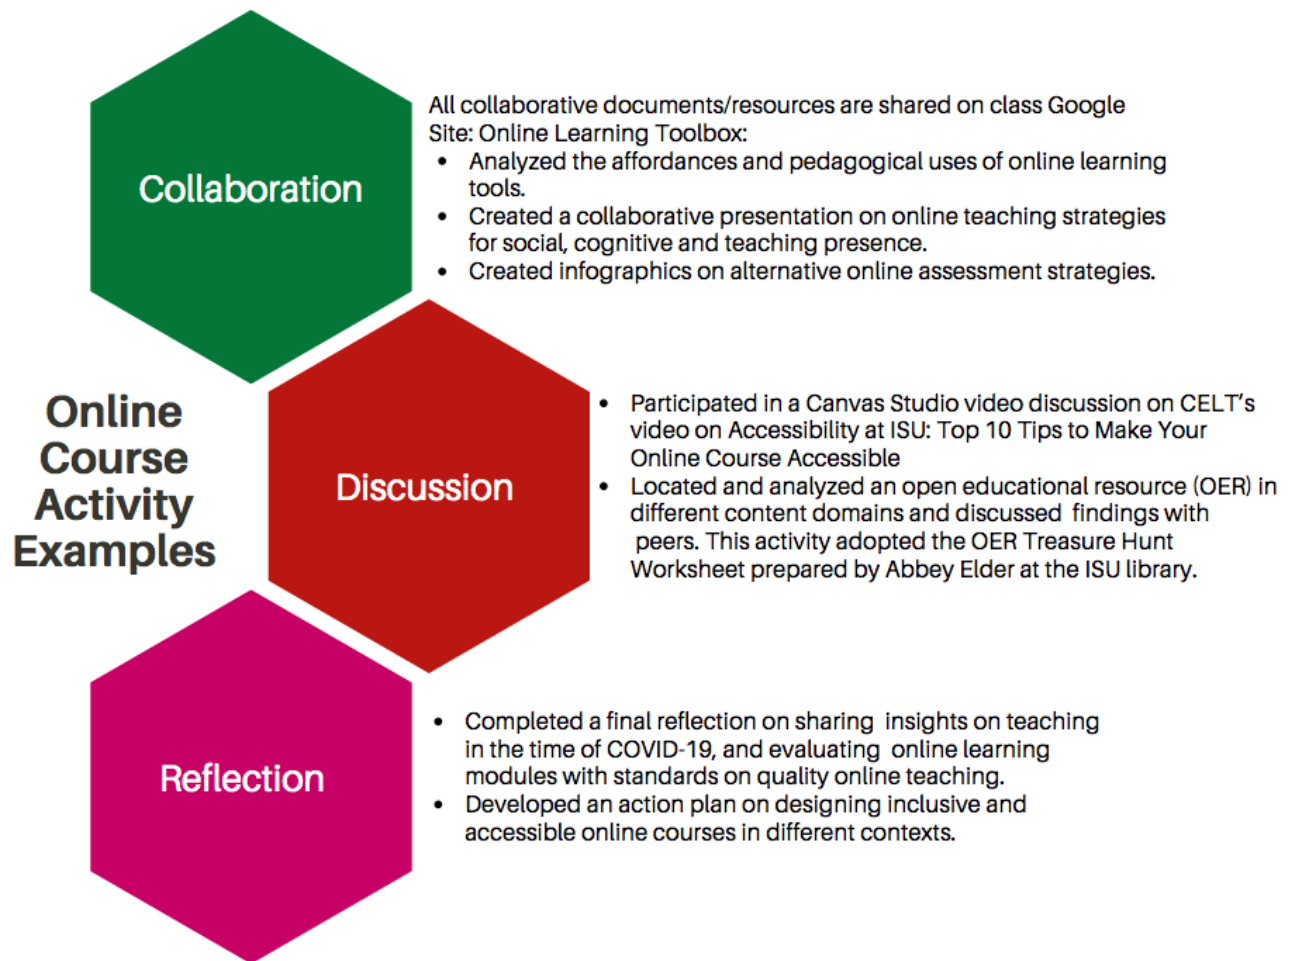 Collaboration
All collaborative documents/resources are shared on class Google
Site: Online Learning Toolbox:
• Analyzed the affordances and pedagogical uses of online learning
tools.
• Created a collaborative presentation on online teaching strategies
for social, cognitive and teaching presence.
• Created infographics on alternative online assessment strategies.
Online
Course
Activity
Examples
Discussion
• Participated in a Canvas Studio video discussion on CELT's
video on Accessibility at ISU: Top 10 Tips to Make Your
Online Course Accessible
• Located and analyzed an open educational resource (OER) in
different content domains and discussed findings with
peers. This activity adopted the OER Treasure Hunt
Worksheet prepared by Abbey Elder at the ISU library.
Reflection
• Completed a final reflection on sharing insights on teaching
in the time of COVID-19, and evaluating online learning
modules with standards on quality online teaching.
• Developed an action plan on designing inclusive and
accessible online courses in different contexts.